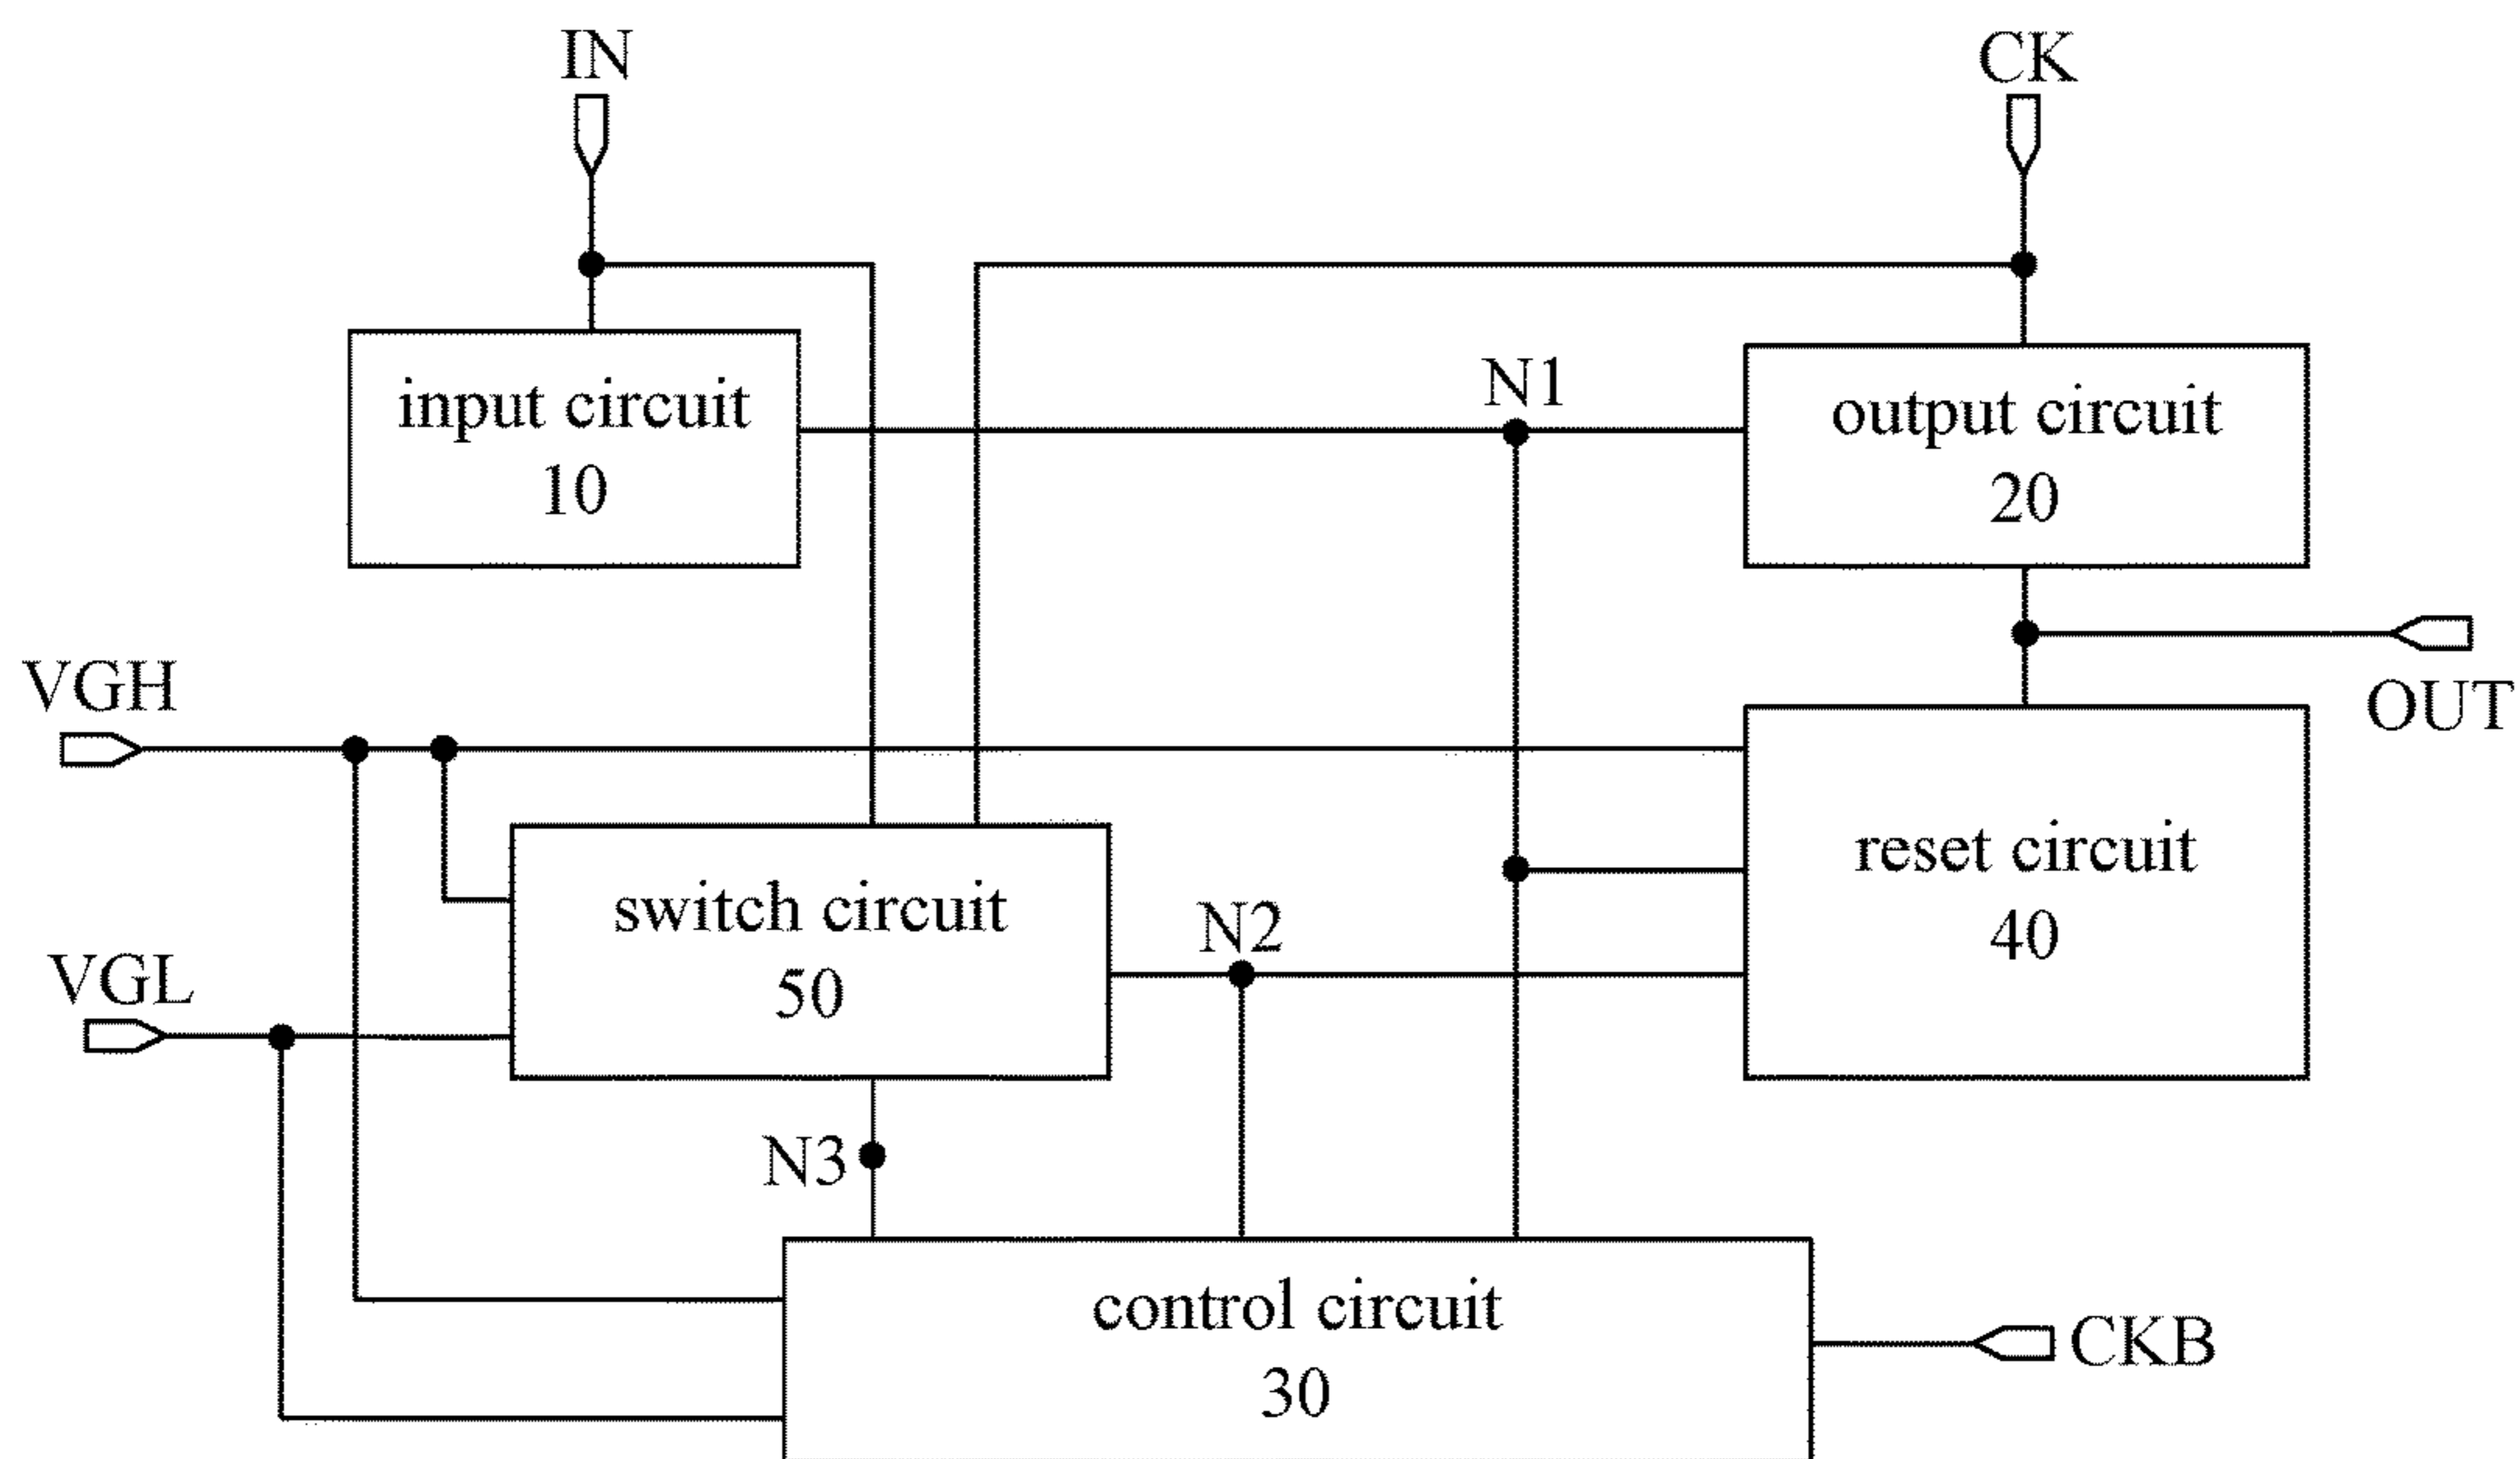 IN
CK
input circuit
10
N1
output circuit
20
VGH
OUT
switch circuit
50
reset circuit
40
N2
VGL
N3
control circuit
30
CKB